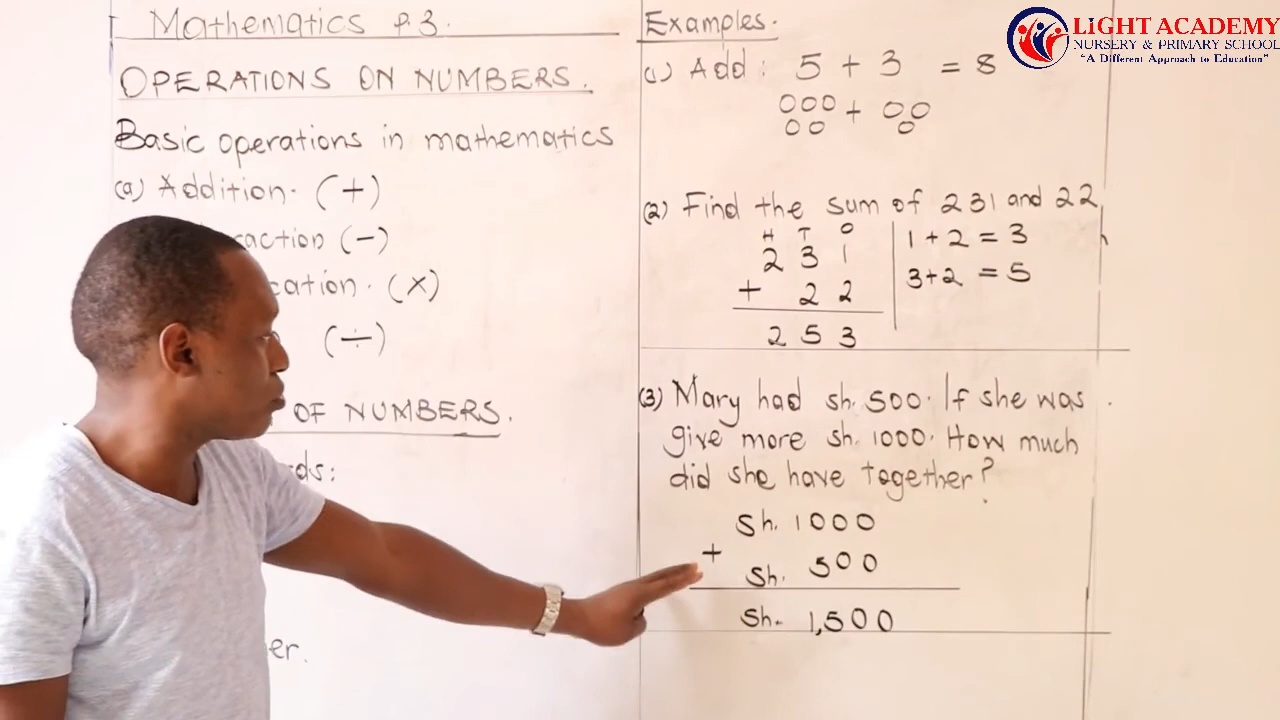 Mathematics P.3.
OPERATIONS ON NUMBERS.
Basic operations in mathematics
(a) Addition. (+)
action (-)
cation. (x)
(÷)
OF NUMBERS.
ds:
er.
Examples.
(1) Add: 5 + 3 = 8
+
(2) Find the sum of 231 and 22
H T O
2 3 1
+ 2 2
2 5 3
1 + 2 = 3
3+2 = 5
(3) Mary had sh. 500. If she was
give more sh. 1000. How much
did she have together?
Sh. 1000
+
Sh. 500
Sh. 1,500
LIGHT ACADEMY
NURSERY & PRIMARY SCHOOL
"A Different Approach to Education"